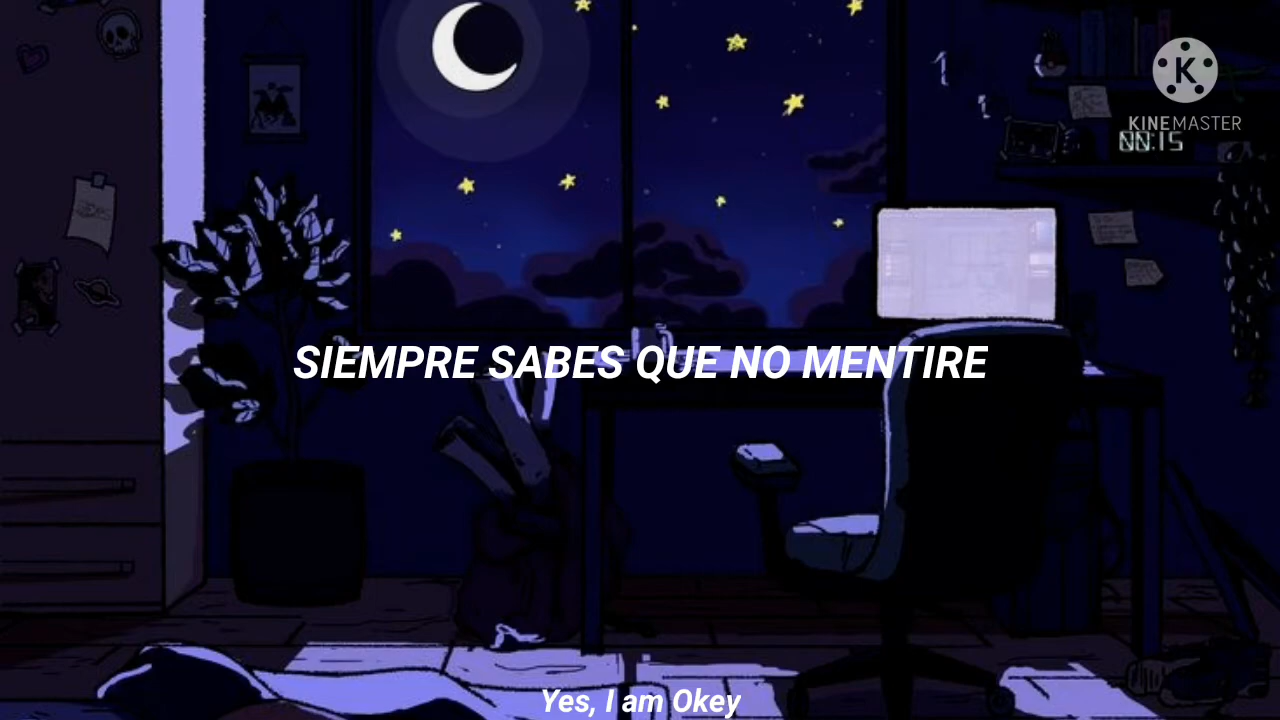 K
KINEMASTER
00:15
SIEMPRE SABES QUE NO MENTIRE
Yes, I am Okey